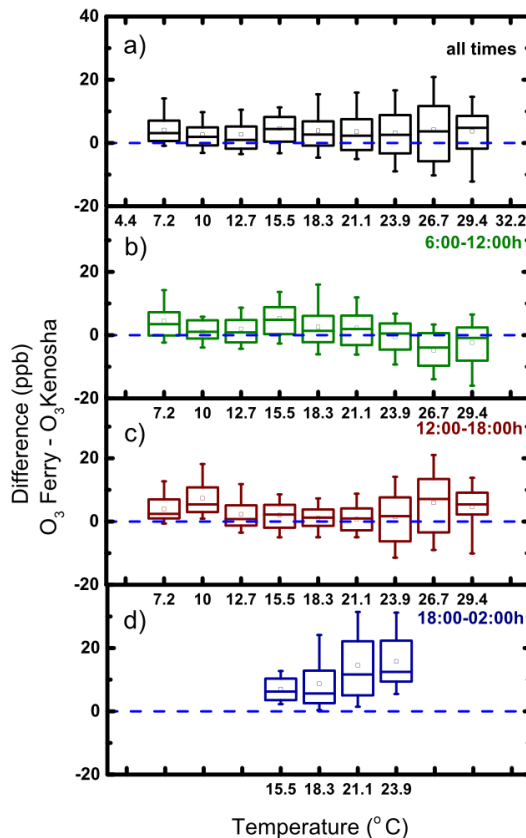 a)
all times
40
20
0
-20
4.4 7.2 10 12.7 15.5 18.3 21.1 23.9 26.7 29.4 32.2
b)
6:00-12:00h
20
0
-20
7.2 10 12.7 15.5 18.3 21.1 23.9 26.7 29.4
c)
12:00-18:00h
20
0
-20
7.2 10 12.7 15.5 18.3 21.1 23.9 26.7 29.4
d)
18:00-02:00h
20
0
-20
15.5 18.3 21.1 23.9
Difference (ppb)
O3 Ferry - O3Kenosha
Temperature (°C)